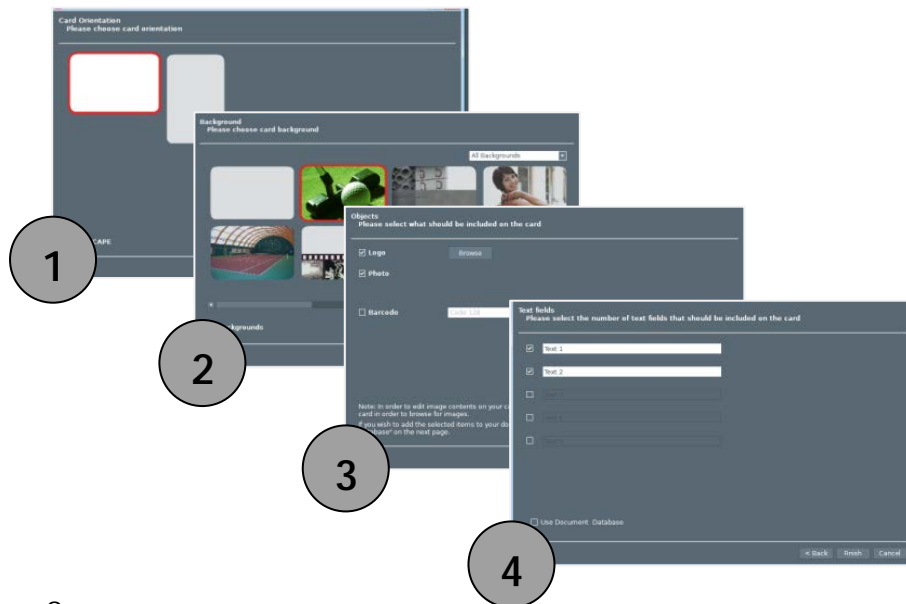 Card Orientation
Please choose card orientation
CAPE
1
Background
Please choose card background
All Backgrounds
kgrounds
2
Objects
Please select what should be included on the card
Logo
Browse
Photo
Barcode
Code 128
Note: In order to edit image contents on your c
card in order to browse for images.
If you wish to add the selected items to your do
atabase" on the next page.
3
Text fields
Please select the number of text fields that should be included on the card
Text 1
Text 2
Use Document Database
< Back Finish Cancel
4